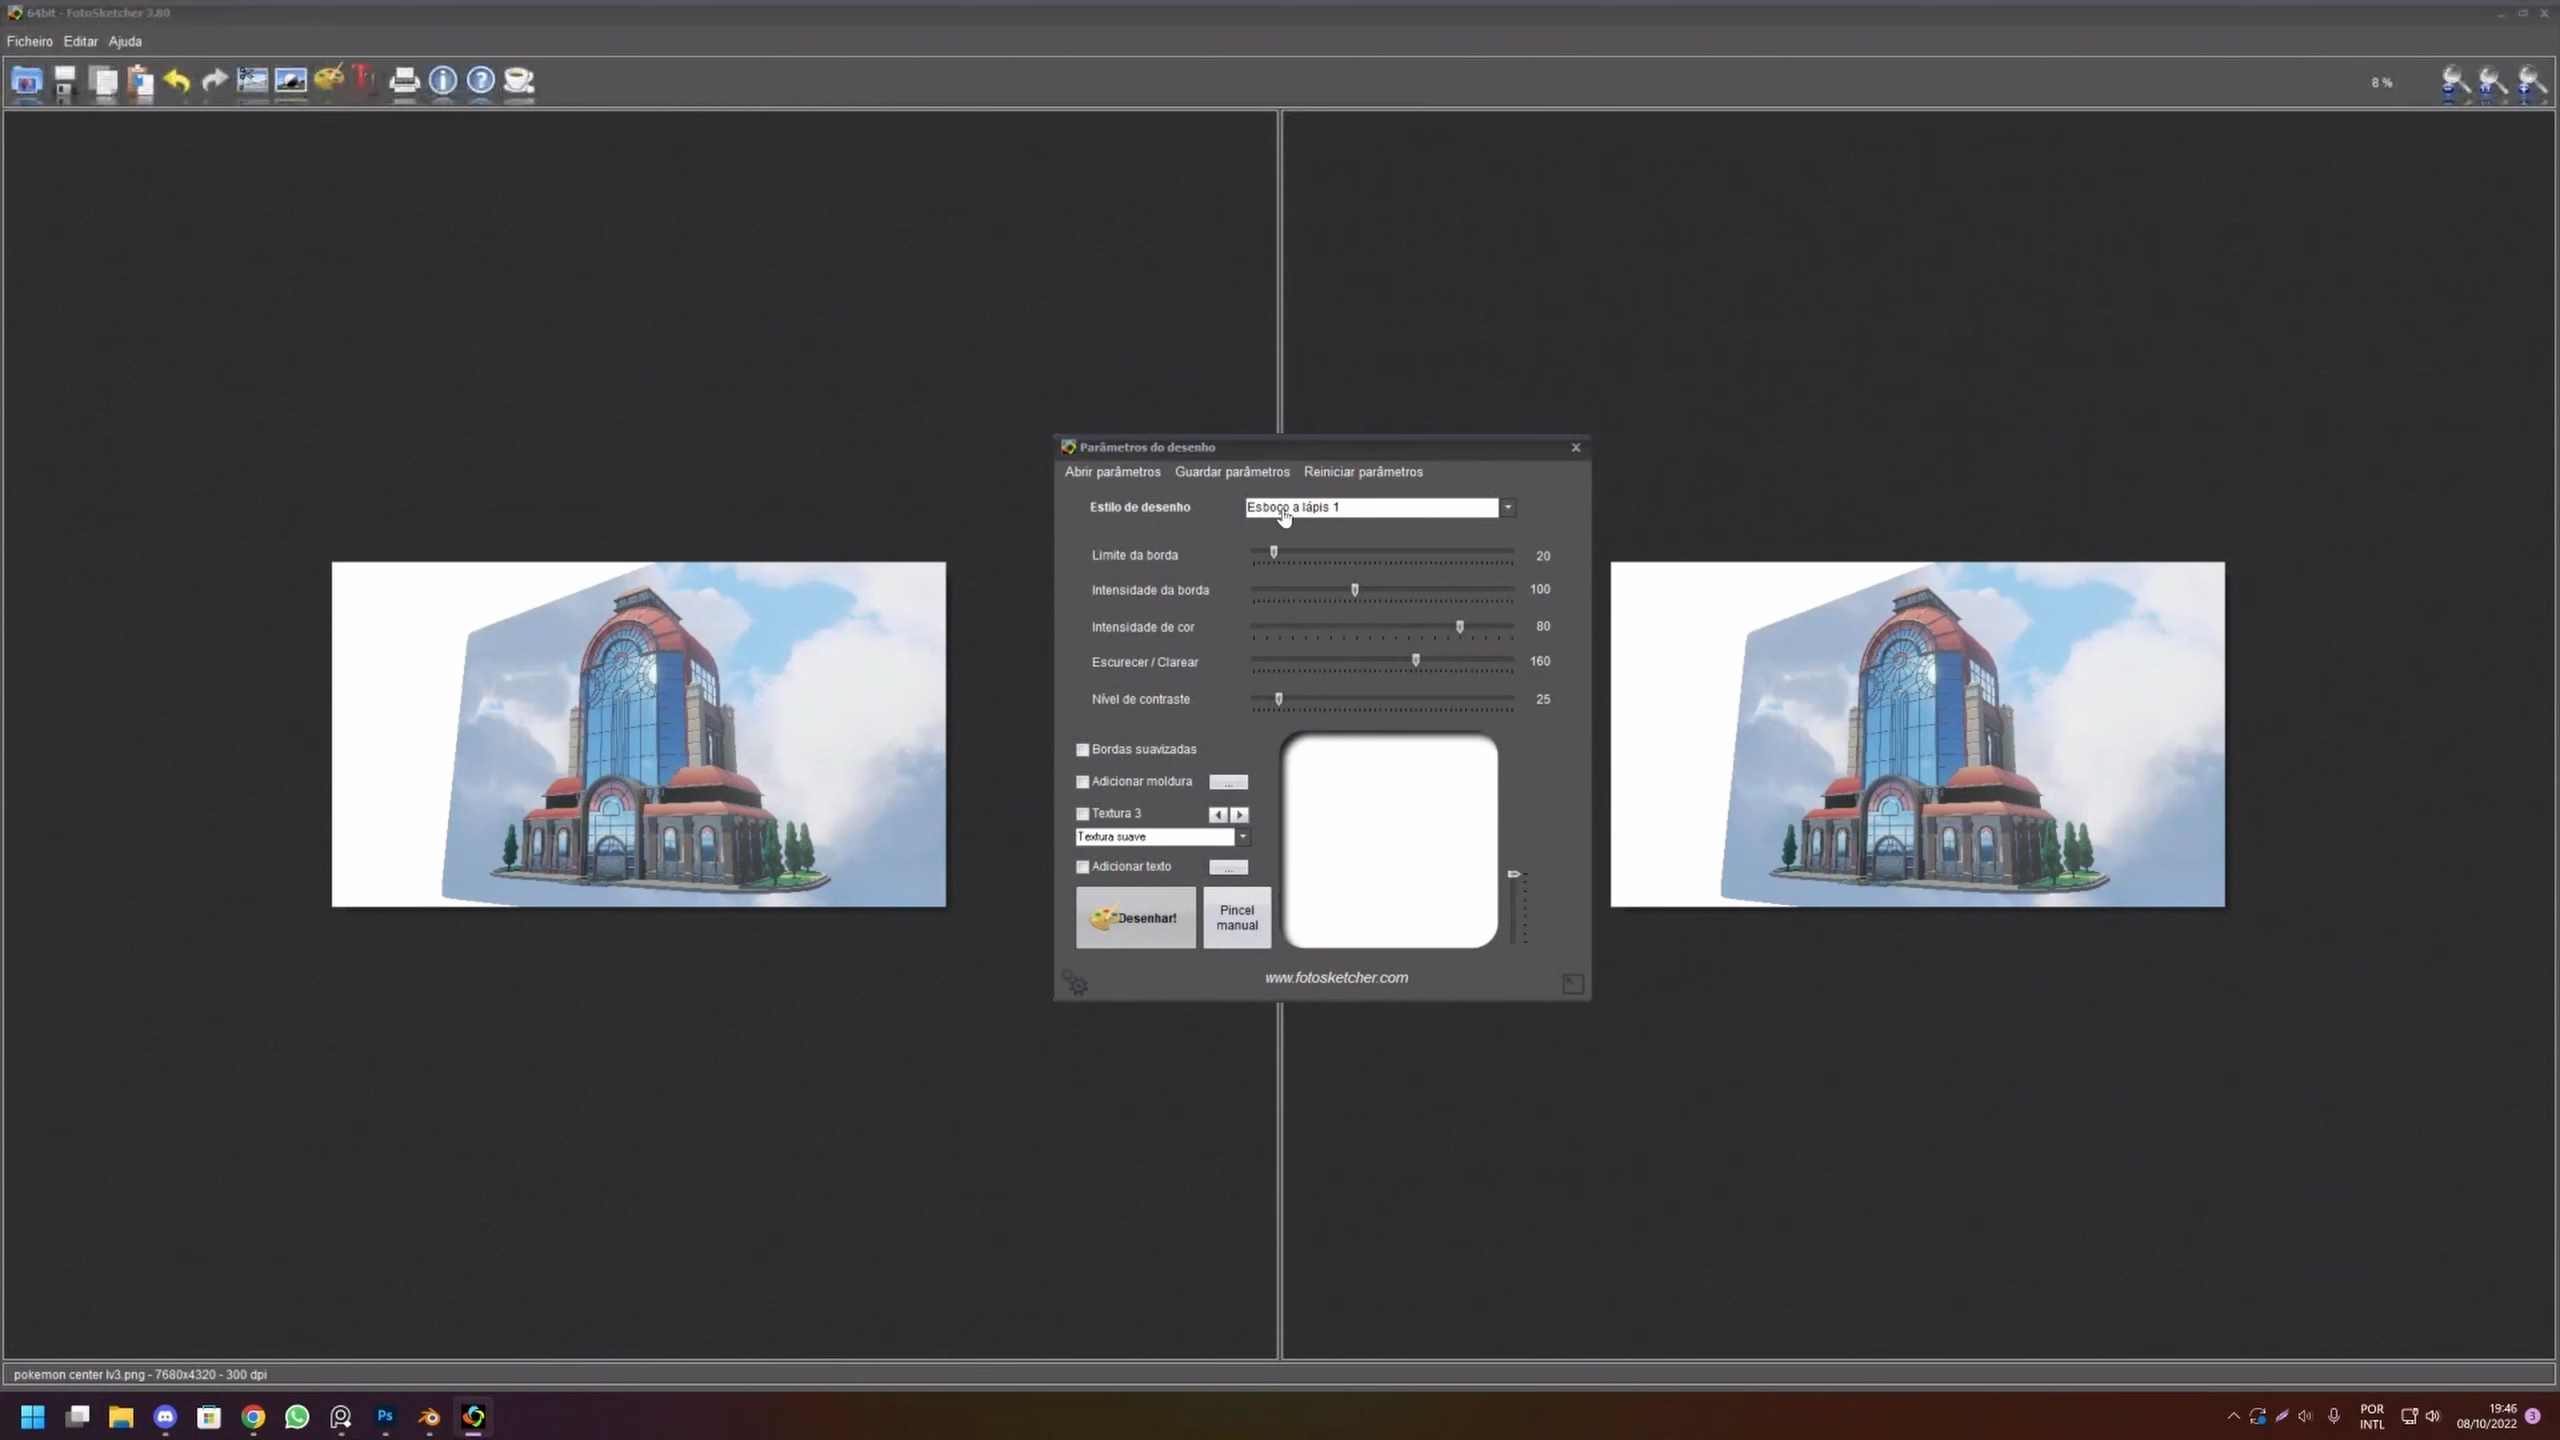 64bit - FotoSketcher 3.80
Ficheiro Editar Ajuda
8 %
Parâmetros do desenho
Abrir parâmetros Guardar parâmetros Reiniciar parâmetros
Estilo de desenho Esboço a lápis 1
Limite da borda 20
Intensidade da borda 100
Intensidade de cor 80
Escurecer / Clarear 160
Nível de contraste 25
Bordas suavizadas
Adicionar moldura ...
Textura 3
Textura suave
Adicionar texto ...
Desenhar! Pincel manual
www.fotosketcher.com
pokemon center lv3.png - 7680x4320 - 300 dpi
Ps
POR
INTL
19:46
08/10/2022
3